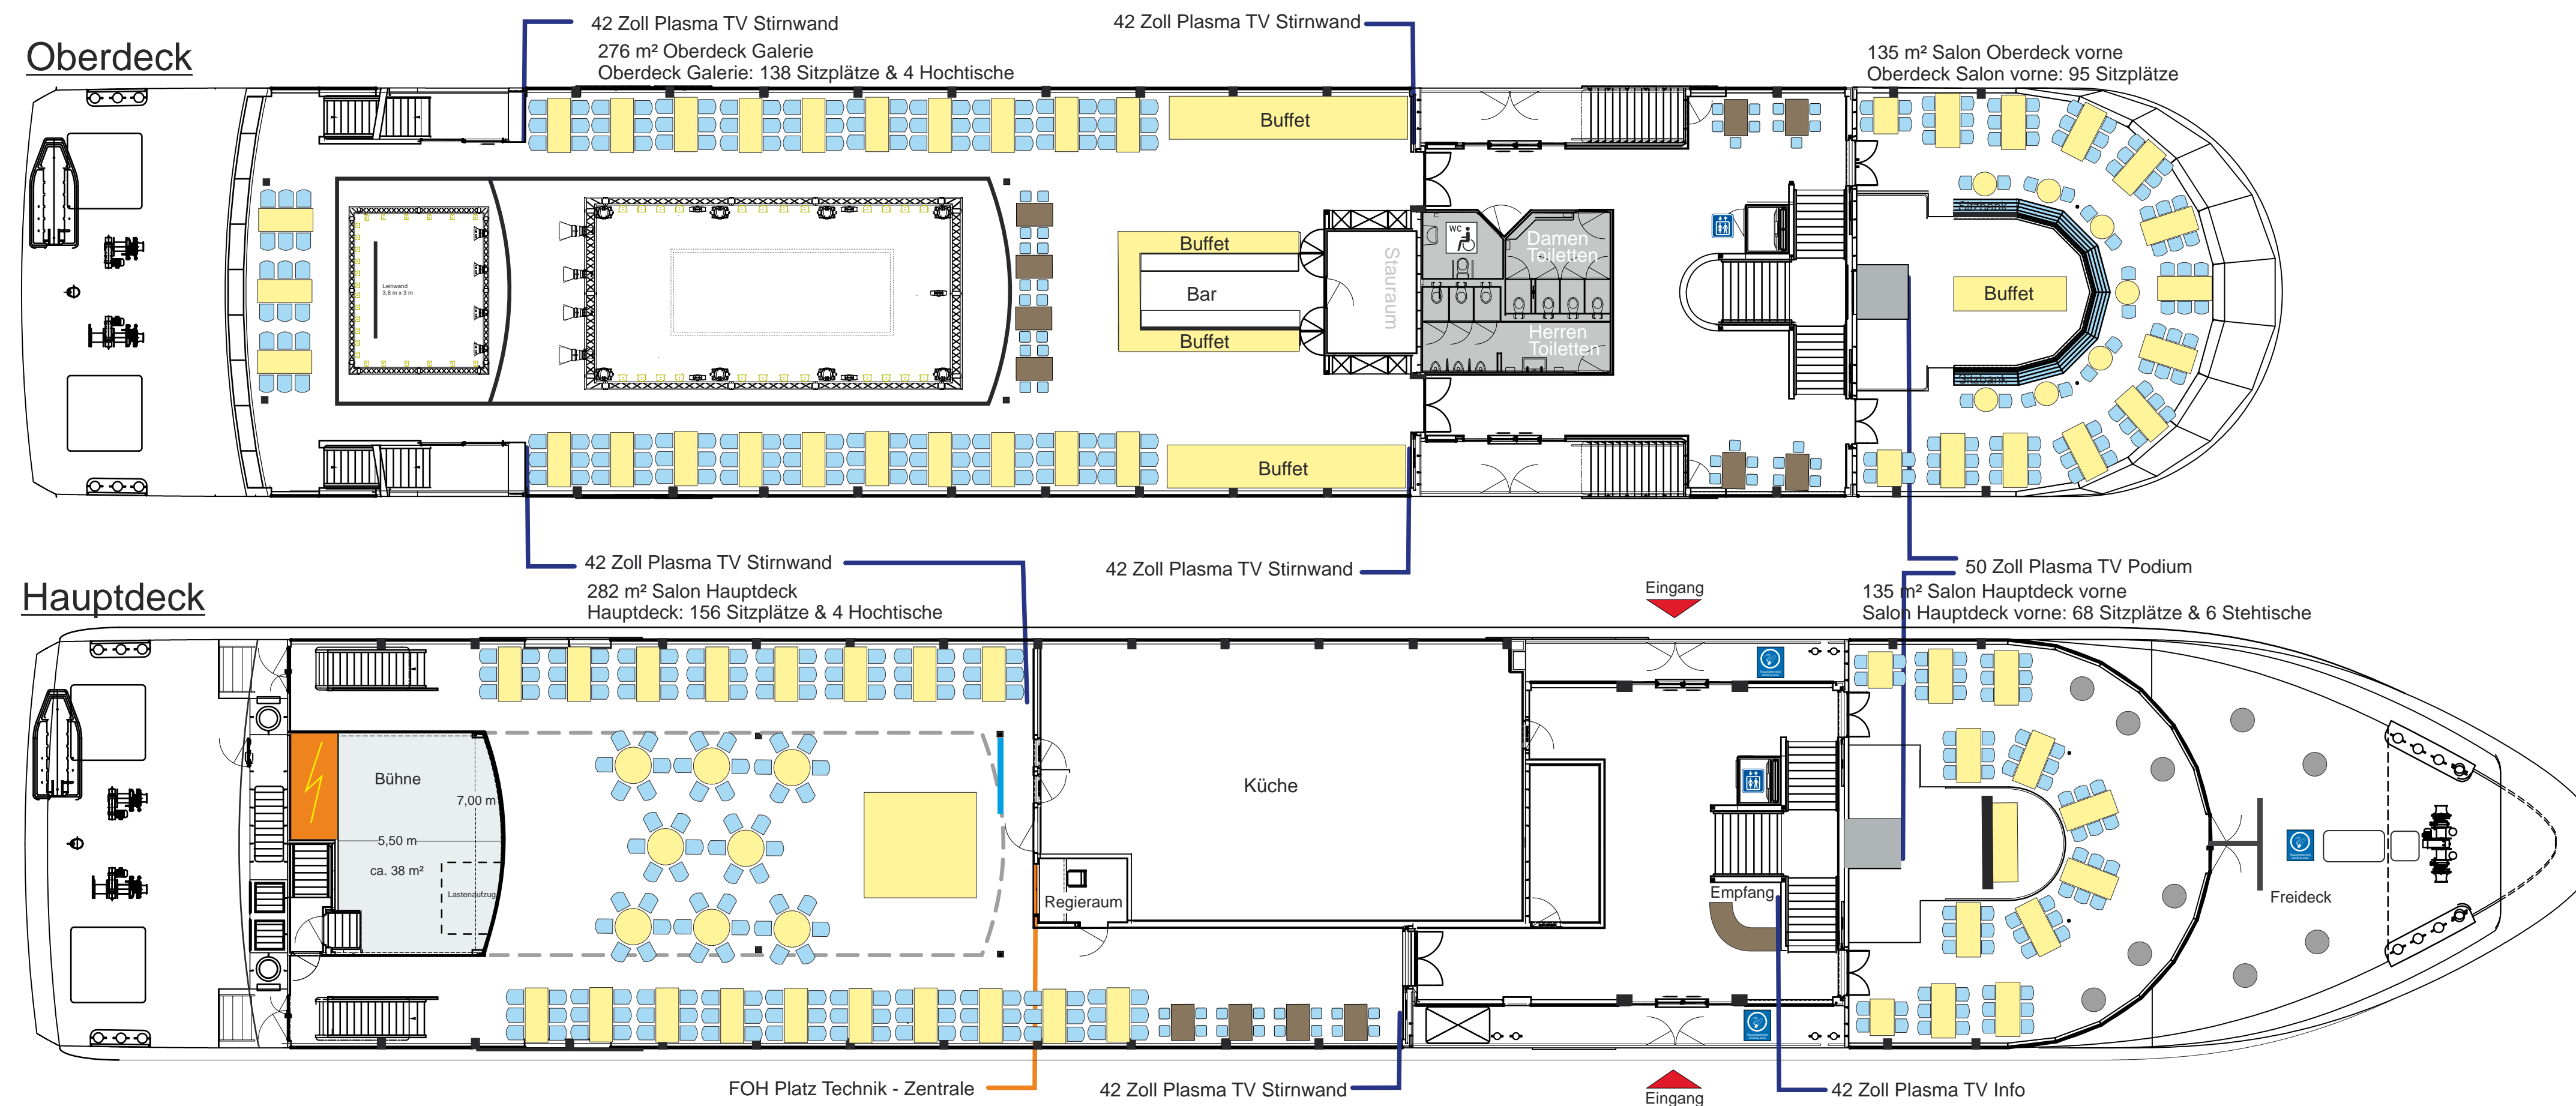 Oberdeck
42 Zoll Plasma TV Stirnwand
276 m² Oberdeck Galerie
Oberdeck Galerie: 138 Sitzplätze & 4 Hochtische
42 Zoll Plasma TV Stirnwand
135 m² Salon Oberdeck vorne
Oberdeck Salon vorne: 95 Sitzplätze
Buffet
Leinwand
3,8 m x 3 m
Buffet
Bar
Buffet
Stauraum
WC
Damen
Toiletten
Herren
Toiletten
Sitzbank
Buffet
Sitzbank
Buffet
42 Zoll Plasma TV Stirnwand
42 Zoll Plasma TV Stirnwand
50 Zoll Plasma TV Podium
Hauptdeck
282 m² Salon Hauptdeck
Hauptdeck: 156 Sitzplätze & 4 Hochtische
Eingang
135 m² Salon Hauptdeck vorne
Salon Hauptdeck vorne: 68 Sitzplätze & 6 Stehtische
Bühne
7,00 m
5,50 m
ca. 38 m²
Lastenaufzug
Küche
Regieraum
Empfang
Freideck
FOH Platz Technik - Zentrale
42 Zoll Plasma TV Stirnwand
Eingang
42 Zoll Plasma TV Info